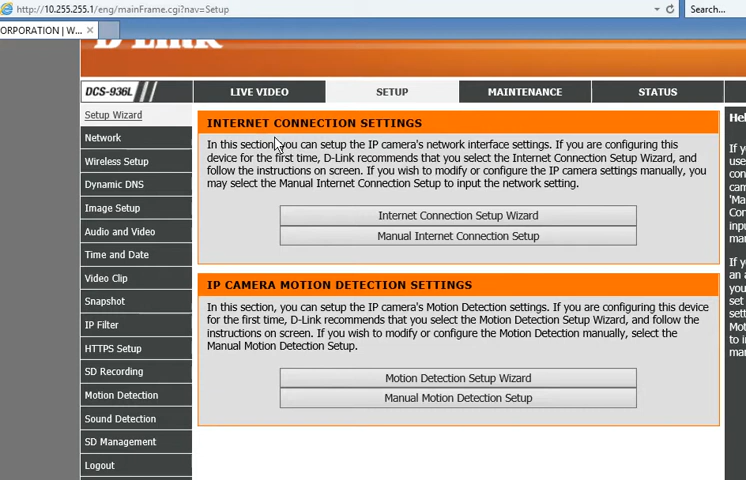 http://10.255.255.1/eng/mainFrame.cgi?nav=Setup
Search...
ORPORATION | W...
D-Link
DCS-936L
LIVE VIDEO
SETUP
MAINTENANCE
STATUS
Setup Wizard
Network
Wireless Setup
Dynamic DNS
Image Setup
Audio and Video
Time and Date
Video Clip
Snapshot
IP Filter
HTTPS Setup
SD Recording
Motion Detection
Sound Detection
SD Management
Logout
INTERNET CONNECTION SETTINGS
In this section, you can setup the IP camera's network interface settings. If you are configuring this
device for the first time, D-Link recommends that you select the Internet Connection Setup Wizard, and
follow the instructions on screen. If you wish to modify or configure the IP camera settings manually, you
may select the Manual Internet Connection Setup to input the network setting.
Internet Connection Setup Wizard
Manual Internet Connection Setup
IP CAMERA MOTION DETECTION SETTINGS
In this section, you can setup the IP camera's Motion Detection settings. If you are configuring this device
for the first time, D-Link recommends that you select the Motion Detection Setup Wizard, and follow the
instructions on screen. If you wish to modify or configure the Motion Detection manually, select the
Manual Motion Detection Setup.
Motion Detection Setup Wizard
Manual Motion Detection Setup